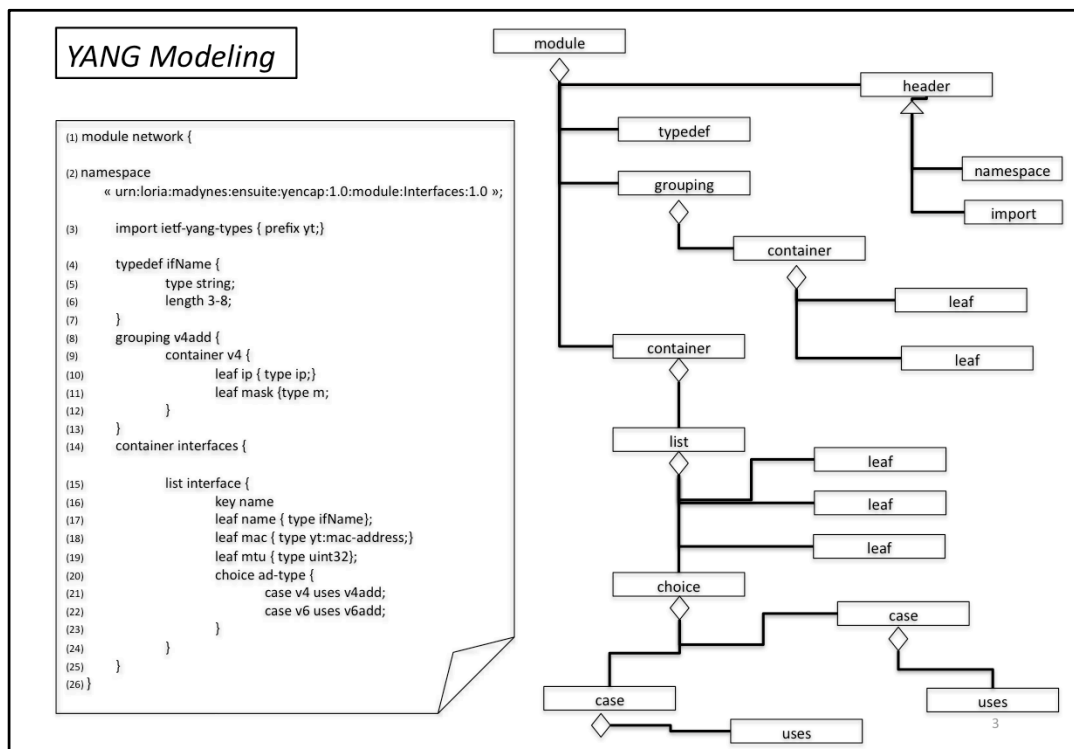 YANG Modeling
(1) module network {
(2) namespace
« urn:loria:madynes:ensuite:yencap:1.0:module:Interfaces:1.0 »;
(3) import ietf-yang-types { prefix yt;}
(4) typedef ifName {
(5) type string;
(6) length 3-8;
(7) }
(8) grouping v4add {
(9) container v4 {
(10) leaf ip { type ip;}
(11) leaf mask {type m;
(12) }
(13) }
(14) container interfaces {
(15) list interface {
(16) key name
(17) leaf name { type ifName};
(18) leaf mac { type yt:mac-address;}
(19) leaf mtu { type uint32};
(20) choice ad-type {
(21) case v4 uses v4add;
(22) case v6 uses v6add;
(23) }
(24) }
(25) }
(26) }
module
header
typedef
namespace
grouping
import
container
leaf
container
leaf
list
leaf
leaf
leaf
choice
case
case
uses
uses
3